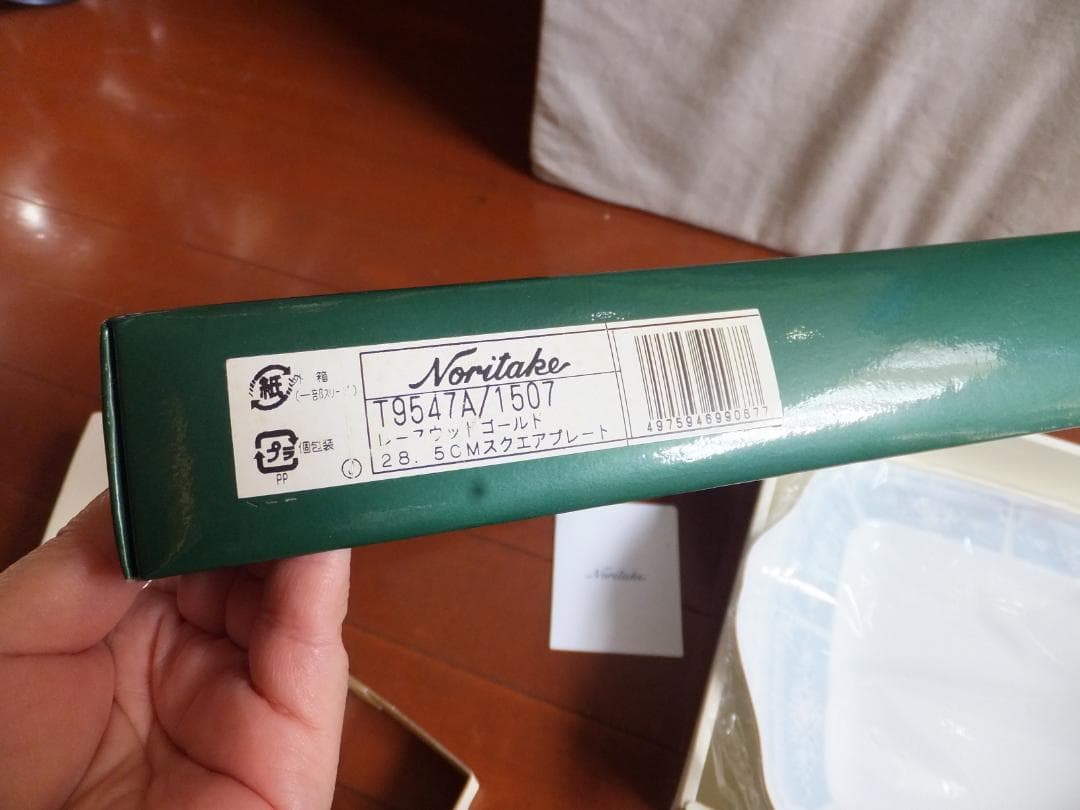 紙
外箱
(一部スリーブ)
プラ
個包装
PP
Noritake
T9547A/1507
レースウッドゴールド
28.5CMスクエアプレート
4975946990877
Noritake